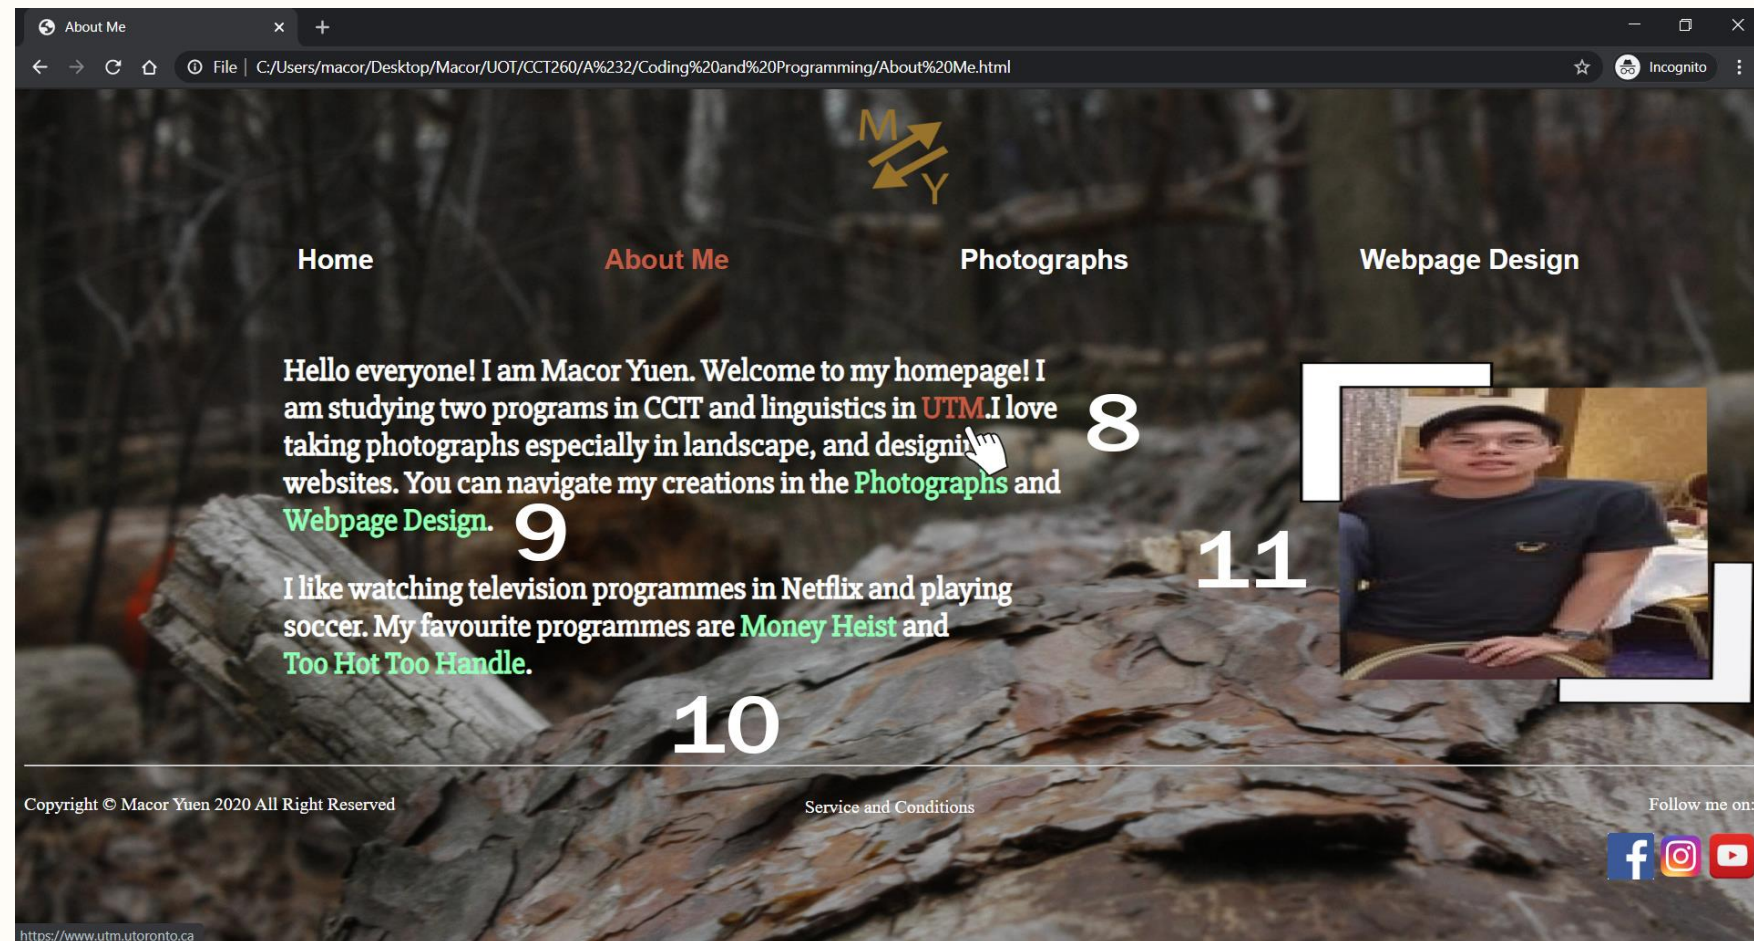 About Me
File | C:/Users/macor/Desktop/Macor/UOT/CCT260/A%232/Coding%20and%20Programming/About%20Me.html
Incognito
M
Y
Home About Me Photographs Webpage Design
Hello everyone! I am Macor Yuen. Welcome to my homepage! I
am studying two programs in CCIT and linguistics in UTM.I love
8
taking photographs especially in landscape, and
websites. You can navigate my creations in the Photographs and
Webpage Design.
9
11
I like watching television programmes in Netflix and playing
soccer. My favourite programmes are Money Heist and
Too Hot Too Handle.
10
Copyright © Macor Yuen 2020 All Right Reserved
Service and Conditions
Follow me on:
https://www.utm.utoronto.ca